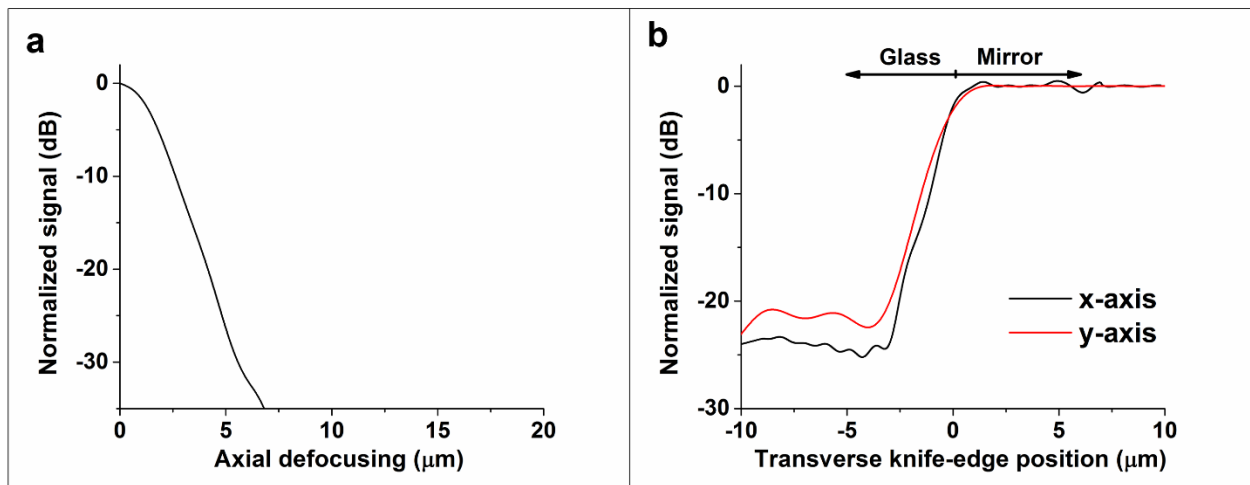 a
Normalized signal (dB)
0
-10
-20
-30
0 5 10 15 20
Axial defocusing (μm)
b
Glass Mirror
Normalized signal (dB)
0
-10
-20
-30
x-axis
y-axis
-10 -5 0 5 10
Transverse knife-edge position (μm)